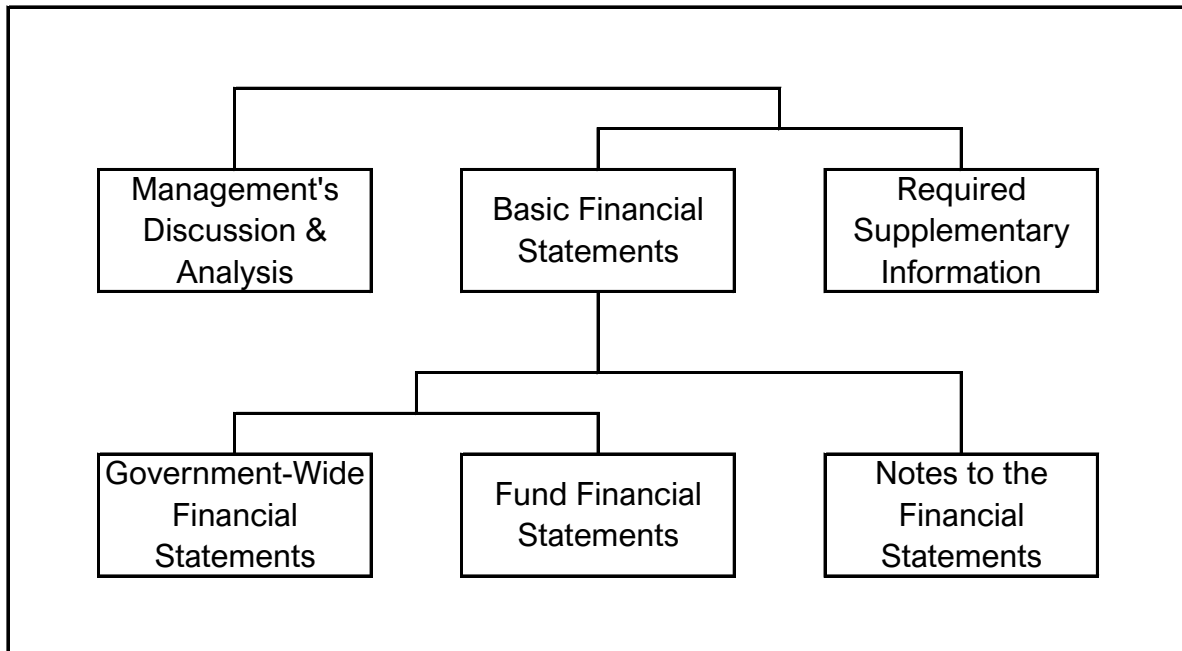 Management's
Discussion &
Analysis
Basic Financial
Statements
Required
Supplementary
Information
Government-Wide
Financial
Statements
Fund Financial
Statements
Notes to the
Financial
Statements